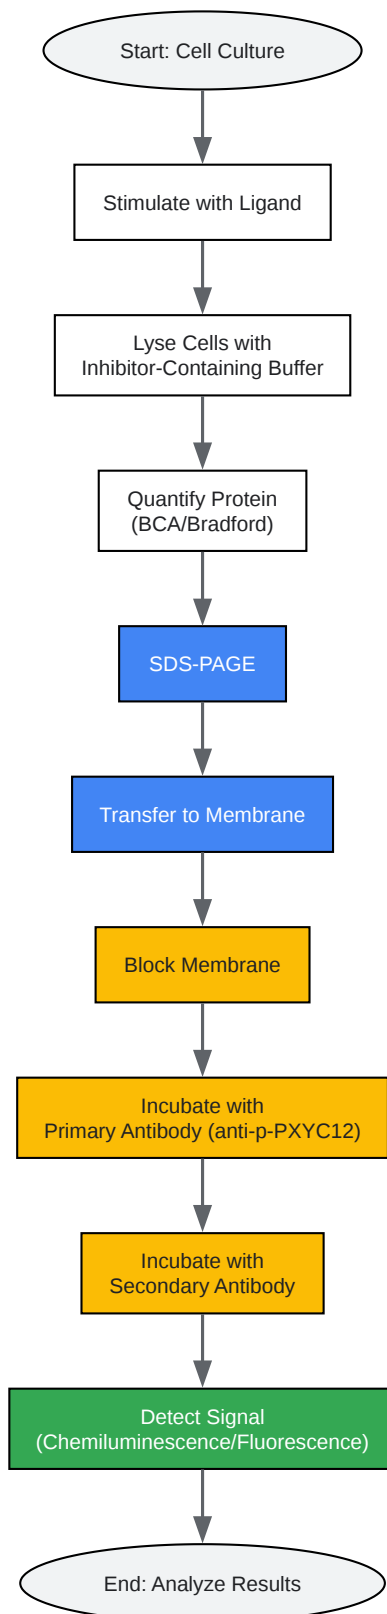 Start: Cell Culture
Stimulate with Ligand
Lyse Cells with
Inhibitor-Containing Buffer
Quantify Protein
(BCA/Bradford)
SDS-PAGE
Transfer to Membrane
Block Membrane
Incubate with
Primary Antibody (anti-p-PXYC12)
Incubate with
Secondary Antibody
Detect Signal
(Chemiluminescence/Fluorescence)
End: Analyze Results